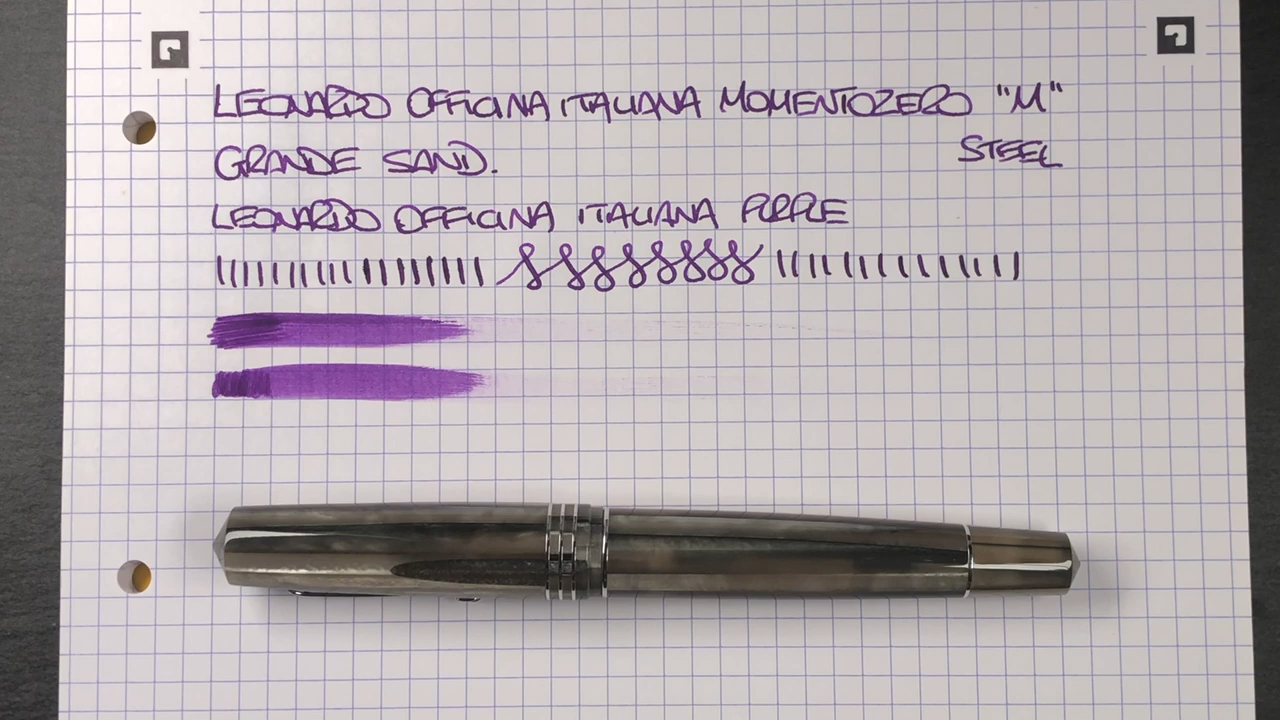 LEONARDO OFFICINA ITALIANA MOMENTOZERO "M"
GRANDE SAND. STEEL
LEONARDO OFFICINA ITALIANA PURPLE